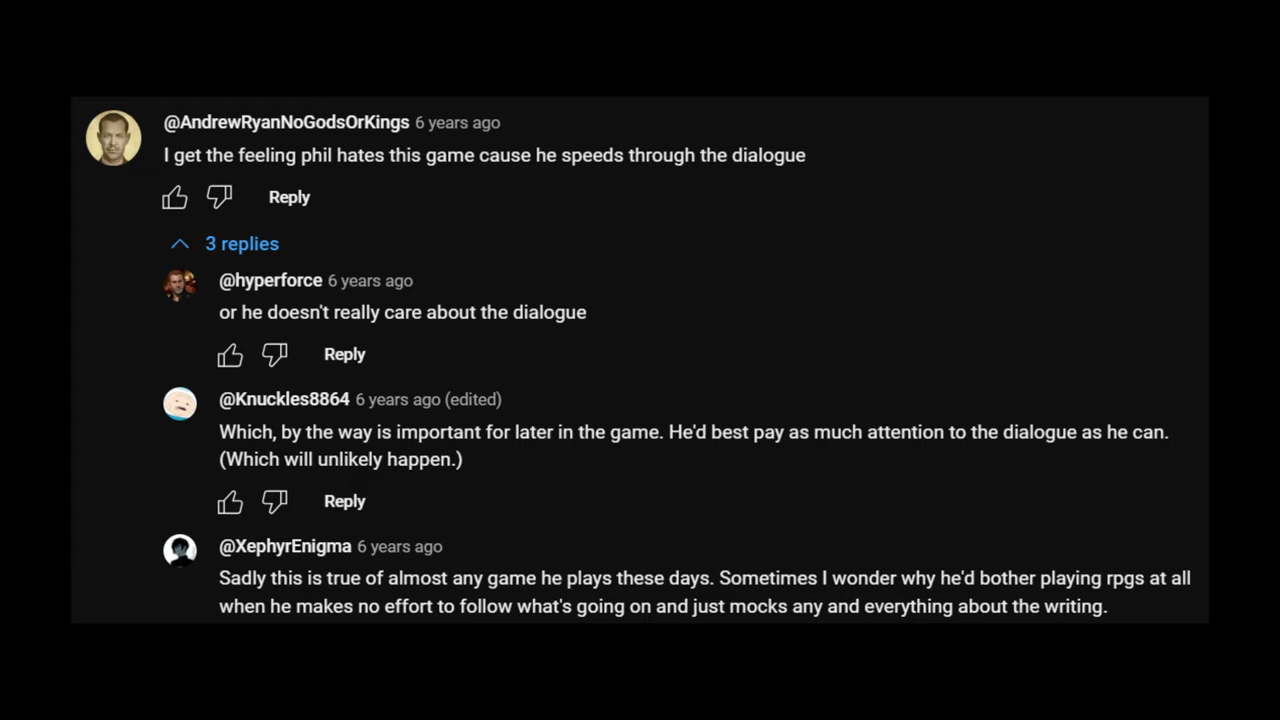 @AndrewRyanNoGodsOrKings 6 years ago
I get the feeling phil hates this game cause he speeds through the dialogue
Reply
3 replies
@hyperforce 6 years ago
or he doesn't really care about the dialogue
Reply
@Knuckles8864 6 years ago (edited)
Which, by the way is important for later in the game. He'd best pay as much attention to the dialogue as he can.
(Which will unlikely happen.)
Reply
@XephyrEnigma 6 years ago
Sadly this is true of almost any game he plays these days. Sometimes I wonder why he'd bother playing rpgs at all
when he makes no effort to follow what's going on and just mocks any and everything about the writing.